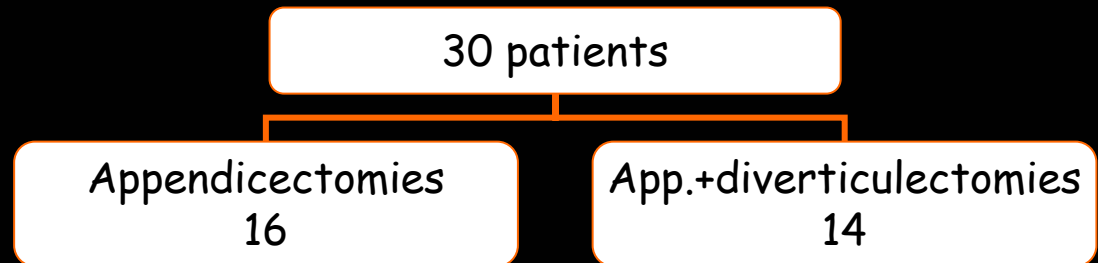 30 patients
Appendicectomies
16
App.+diverticulectomies
14